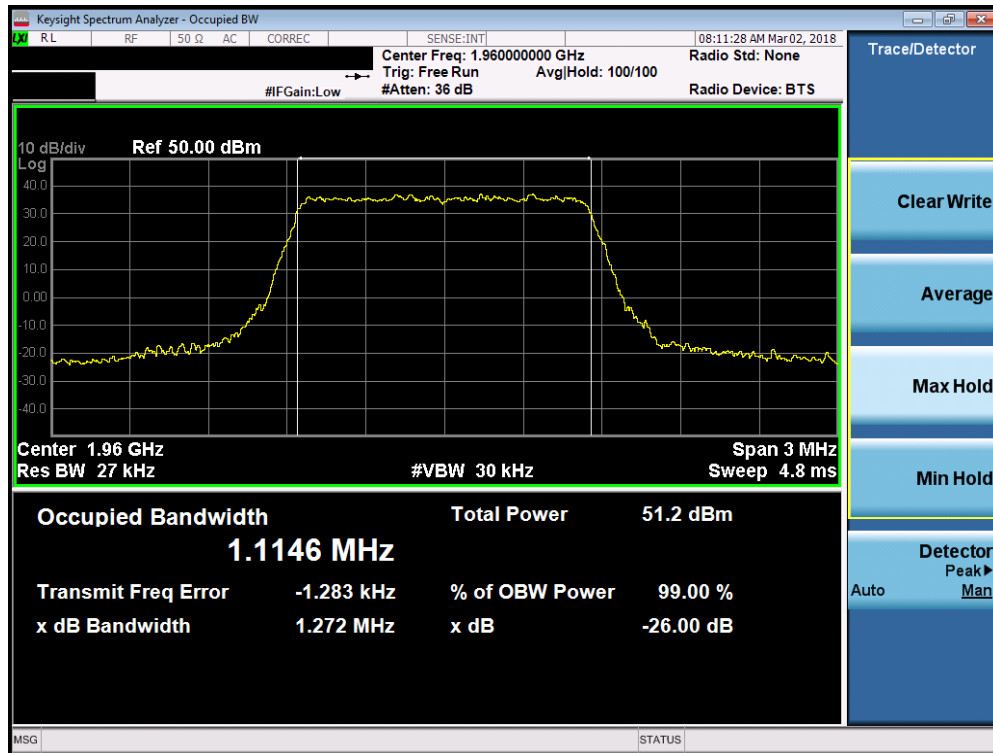 Keysight Spectrum Analyzer - Occupied BW
LXI RL RF 50 Ω AC CORREC SENSE:INT 08:11:28 AM Mar 02, 2018
Center Freq: 1.960000000 GHz Radio Std: None
Trig: Free Run Avg|Hold: 100/100
#IFGain:Low #Atten: 36 dB Radio Device: BTS
Trace/Detector
10 dB/div Ref 50.00 dBm
Log
40.0
30.0
20.0
10.0
0.00
-10.0
-20.0
-30.0
-40.0
Center 1.96 GHz Span 3 MHz
Res BW 27 kHz #VBW 30 kHz Sweep 4.8 ms
Occupied Bandwidth Total Power 51.2 dBm
1.1146 MHz
Transmit Freq Error -1.283 kHz % of OBW Power 99.00 %
x dB Bandwidth 1.272 MHz x dB -26.00 dB
Clear Write
Average
Max Hold
Min Hold
Detector
Peak▶
Auto Man
MSG STATUS